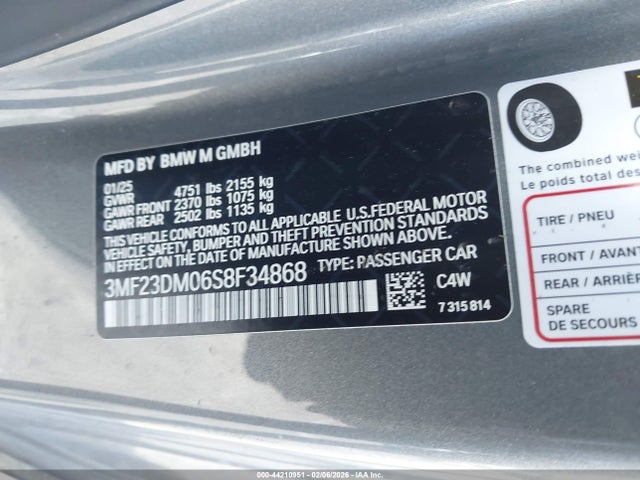 MFD BY BMW M GMBH
01/25
GVWR 4751 lbs 2155 kg
GAWR FRONT 2370 lbs 1075 kg
GAWR REAR 2502 lbs 1135 kg
THIS VEHICLE CONFORMS TO ALL APPLICABLE U.S.FEDERAL MOTOR
VEHICLE SAFETY, BUMPER AND THEFT PREVENTION STANDARDS
IN EFFECT ON THE DATE OF MANUFACTURE SHOWN ABOVE.
3MF23DM06S8F34868 TYPE: PASSENGER CAR
C4W
7 315 814
The combined wei
Le poids total des
TIRE / PNEU
FRONT / AVANT
REAR / ARRIÈR
SPARE
DE SECOURS
000-44210951 02/06/2026 - IAAI.com